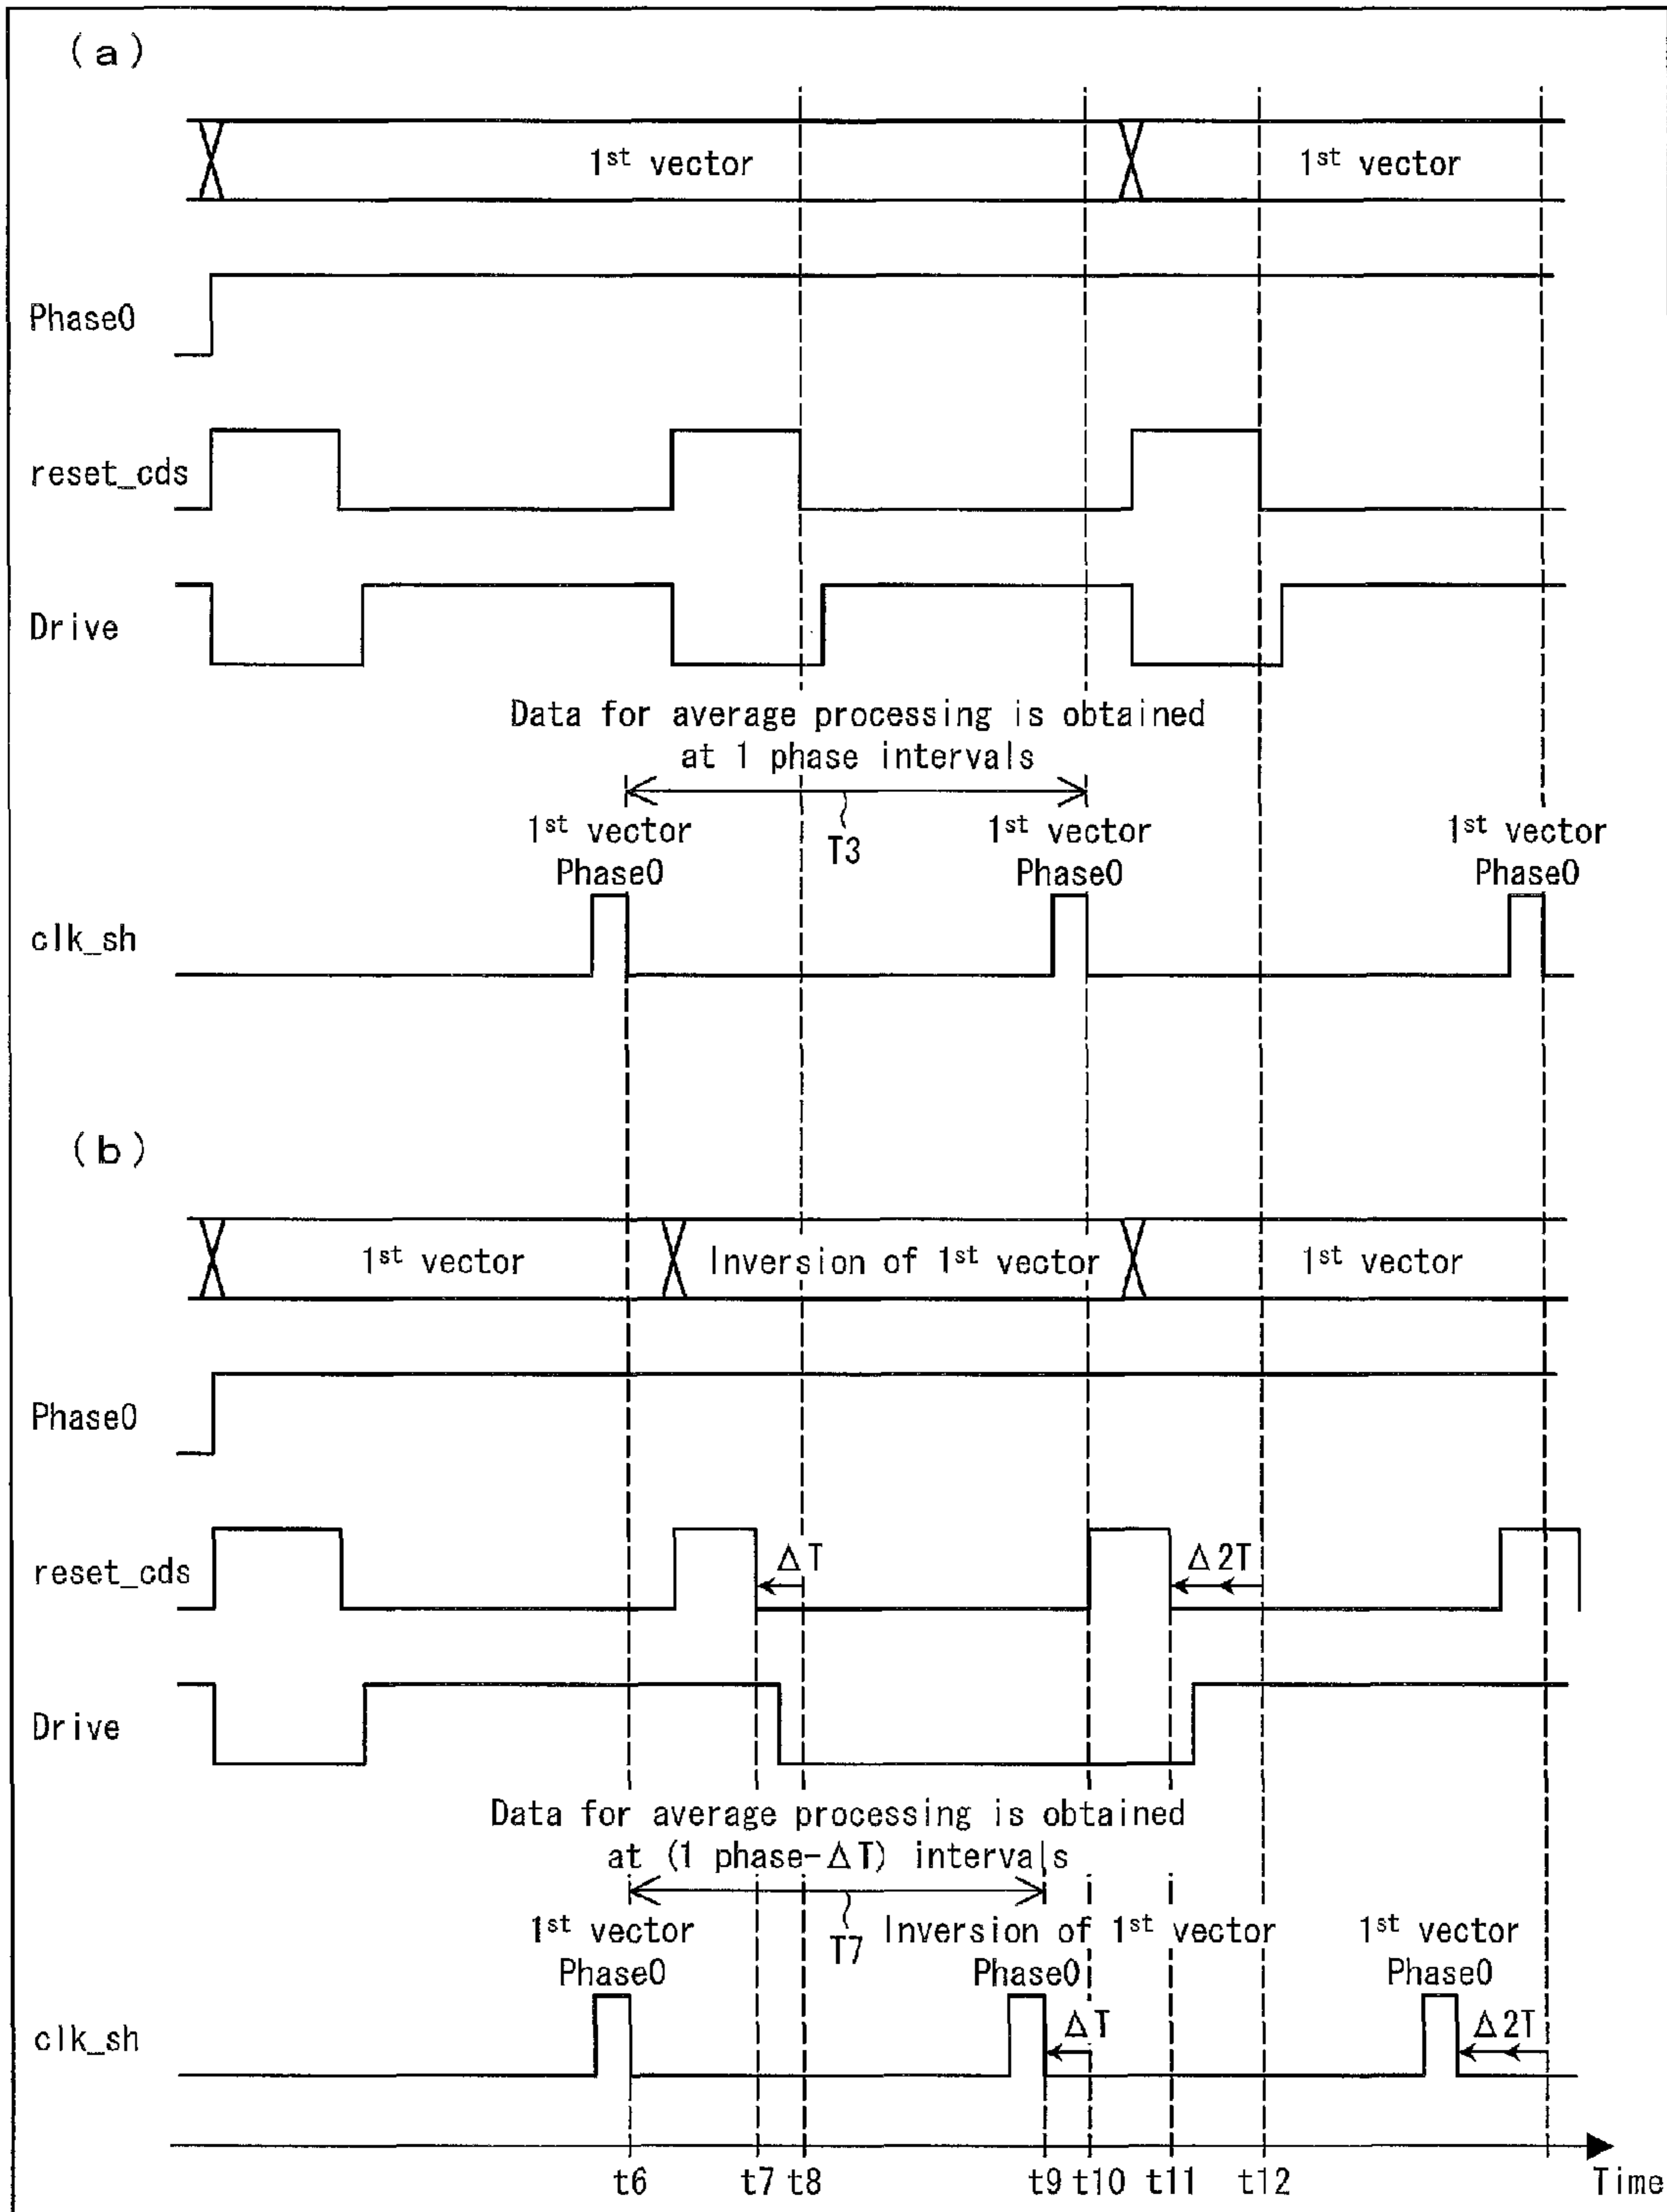 (a)
1st vector
1st vector
Phase0
reset_cds
Drive
Data for average processing is obtained
at 1 phase intervals
T3
1st vector
Phase0
1st vector
Phase0
1st vector
Phase0
clk_sh
(b)
1st vector
Inversion of 1st vector
1st vector
Phase0
reset_cds
ΔT
Δ2T
Drive
Data for average processing is obtained
at (1 phase-ΔT) intervals
T7
1st vector
Phase0
Inversion of 1st vector
Phase0
1st vector
Phase0
clk_sh
ΔT
Δ2T
t6 t7 t8 t9 t10 t11 t12 Time